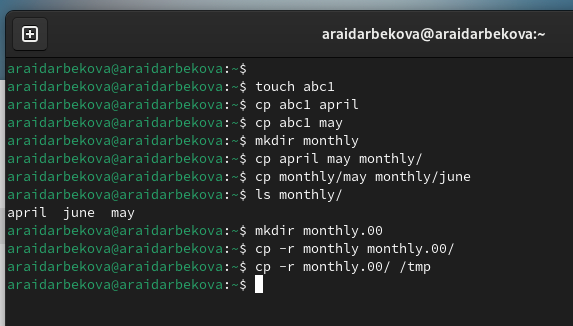 araidarbekova@araidarbekova:~
araidarbekova@araidarbekova:~$
araidarbekova@araidarbekova:~$ touch abc1
araidarbekova@araidarbekova:~$ cp abc1 april
araidarbekova@araidarbekova:~$ cp abc1 may
araidarbekova@araidarbekova:~$ mkdir monthly
araidarbekova@araidarbekova:~$ cp april may monthly/
araidarbekova@araidarbekova:~$ cp monthly/may monthly/june
araidarbekova@araidarbekova:~$ ls monthly/
april  june  may
araidarbekova@araidarbekova:~$ mkdir monthly.00
araidarbekova@araidarbekova:~$ cp -r monthly monthly.00/
araidarbekova@araidarbekova:~$ cp -r monthly.00/ /tmp
araidarbekova@araidarbekova:~$